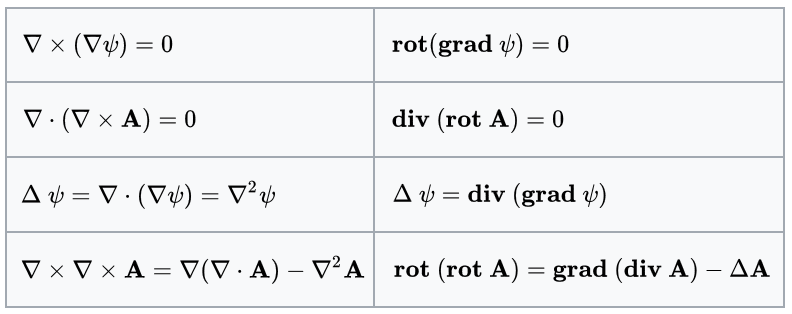 ∇ × (∇ψ) = 0 rot(grad ψ) = 0
∇ · (∇ × A) = 0 div (rot A) = 0
Δ ψ = ∇ · (∇ψ) = ∇²ψ Δ ψ = div (grad ψ)
∇ × ∇ × A = ∇(∇ · A) − ∇²A rot (rot A) = grad (div A) − ΔA